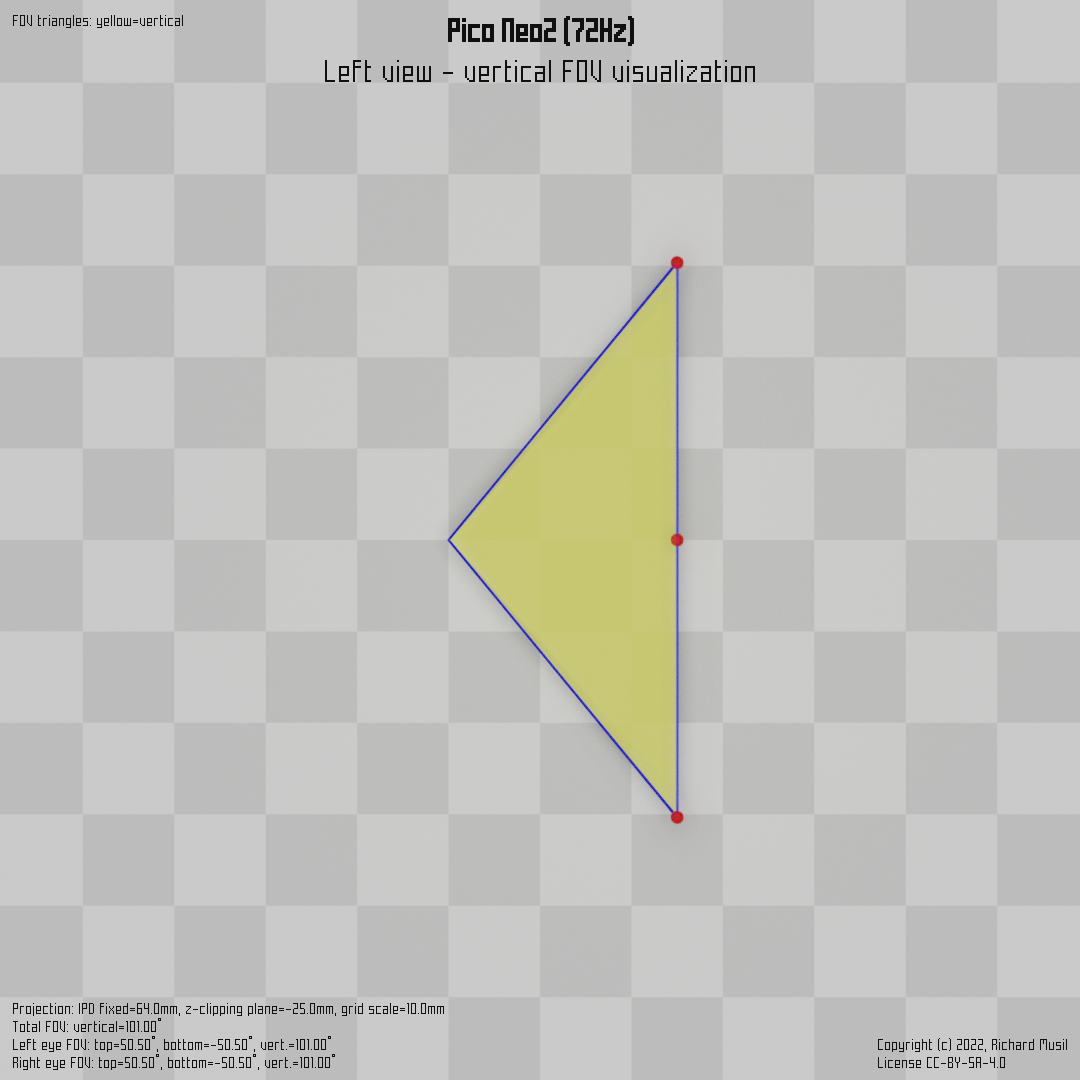 FOV triangles: yellow=vertical
Pico Neo2 (72Hz)
Left view - vertical FOV visualization
Projection: IPD fixed=64.0mm, z-clipping plane=-25.0mm, grid scale=10.0mm
Total FOV: vertical=101.00°
Left eye FOV: top=50.50°, bottom=-50.50°, vert.=101.00°
Right eye FOV: top=50.50°, bottom=-50.50°, vert.=101.00°
Copyright (c) 2022, Richard Musil
License CC-BY-SA-4.0